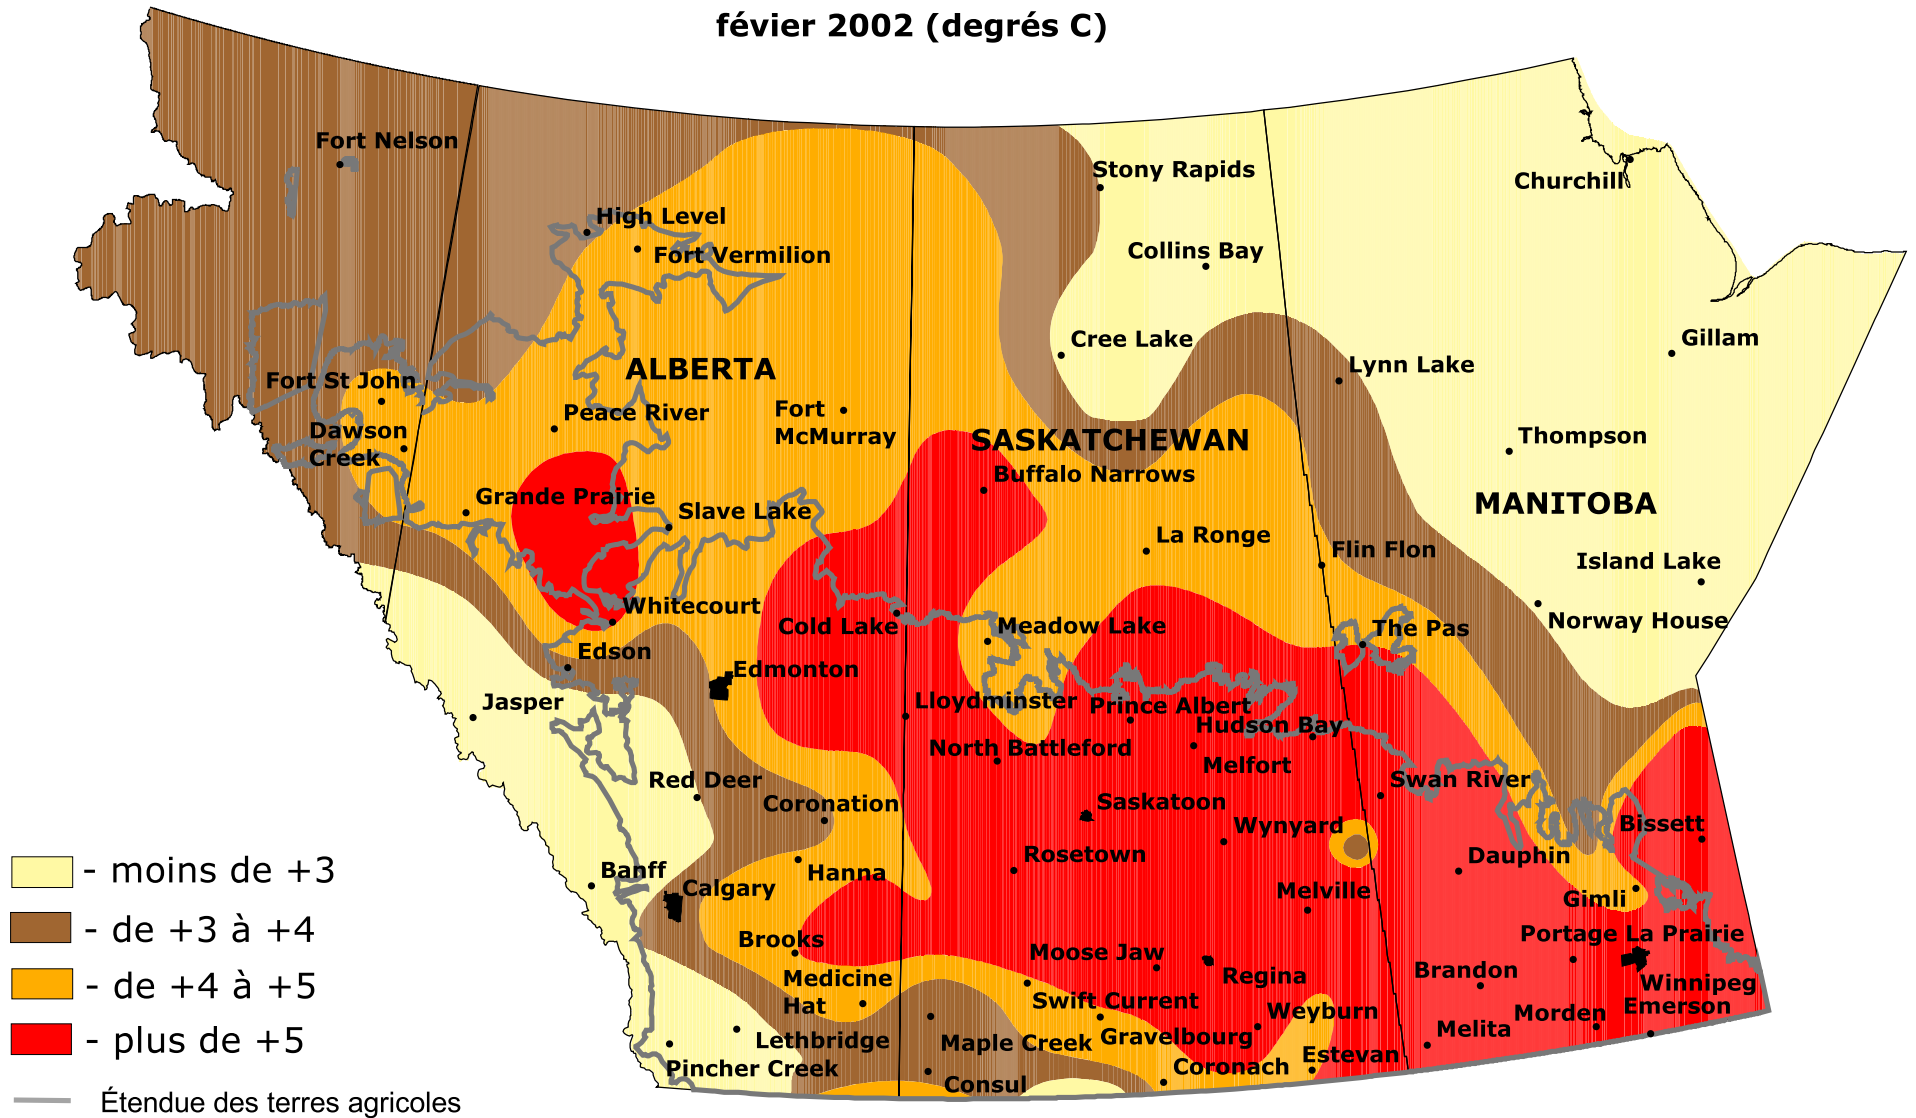 févier 2002 (degrés C)
Fort Nelson
Stony Rapids
Churchill
High Level
Fort Vermilion
Collins Bay
Cree Lake
Gillam
ALBERTA
Lynn Lake
Fort St John
Peace River
Fort
McMurray
Dawson
Creek
SASKATCHEWAN
Thompson
Buffalo Narrows
Grande Prairie
MANITOBA
Slave Lake
La Ronge
Flin Flon
Island Lake
Whitecourt
Cold Lake
Meadow Lake
The Pas
Norway House
Edson
Edmonton
Jasper
Lloydminster
Prince Albert
Hudson Bay
North Battleford
Melfort
Red Deer
Swan River
Coronation
Saskatoon
Wynyard
Bissett
Rosetown
Dauphin
Banff
Hanna
Calgary
Melville
Gimli
Brooks
Portage La Prairie
Moose Jaw
Medicine
Hat
Regina
Brandon
Winnipeg
Swift Current
Weyburn
Morden
Emerson
Lethbridge
Maple Creek
Gravelbourg
Melita
Pincher Creek
Consul
Coronach
Estevan
- moins de +3
- de +3 à +4
- de +4 à +5
- plus de +5
Étendue des terres agricoles